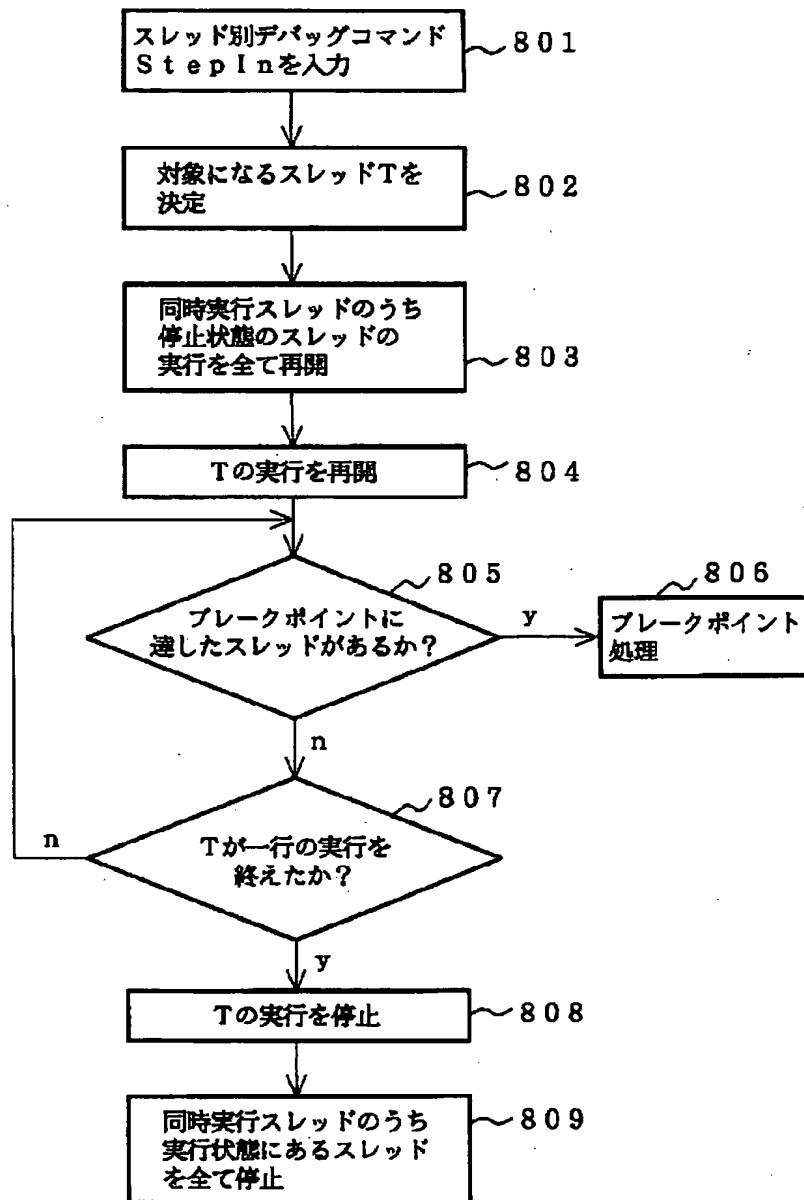 スレッド別デバッグコマンド
ＳｔｅｐＩｎを入力
８０１
対象になるスレッドＴを
決定
８０２
同時実行スレッドのうち
停止状態のスレッドの
実行を全て再開
８０３
Ｔの実行を再開
８０４
８０５
ブレークポイントに
達したスレッドがあるか？
y
８０６
ブレークポイント
処理
n
８０７
Ｔが一行の実行を
終えたか？
n
y
Ｔの実行を停止
８０８
同時実行スレッドのうち
実行状態にあるスレッド
を全て停止
８０９